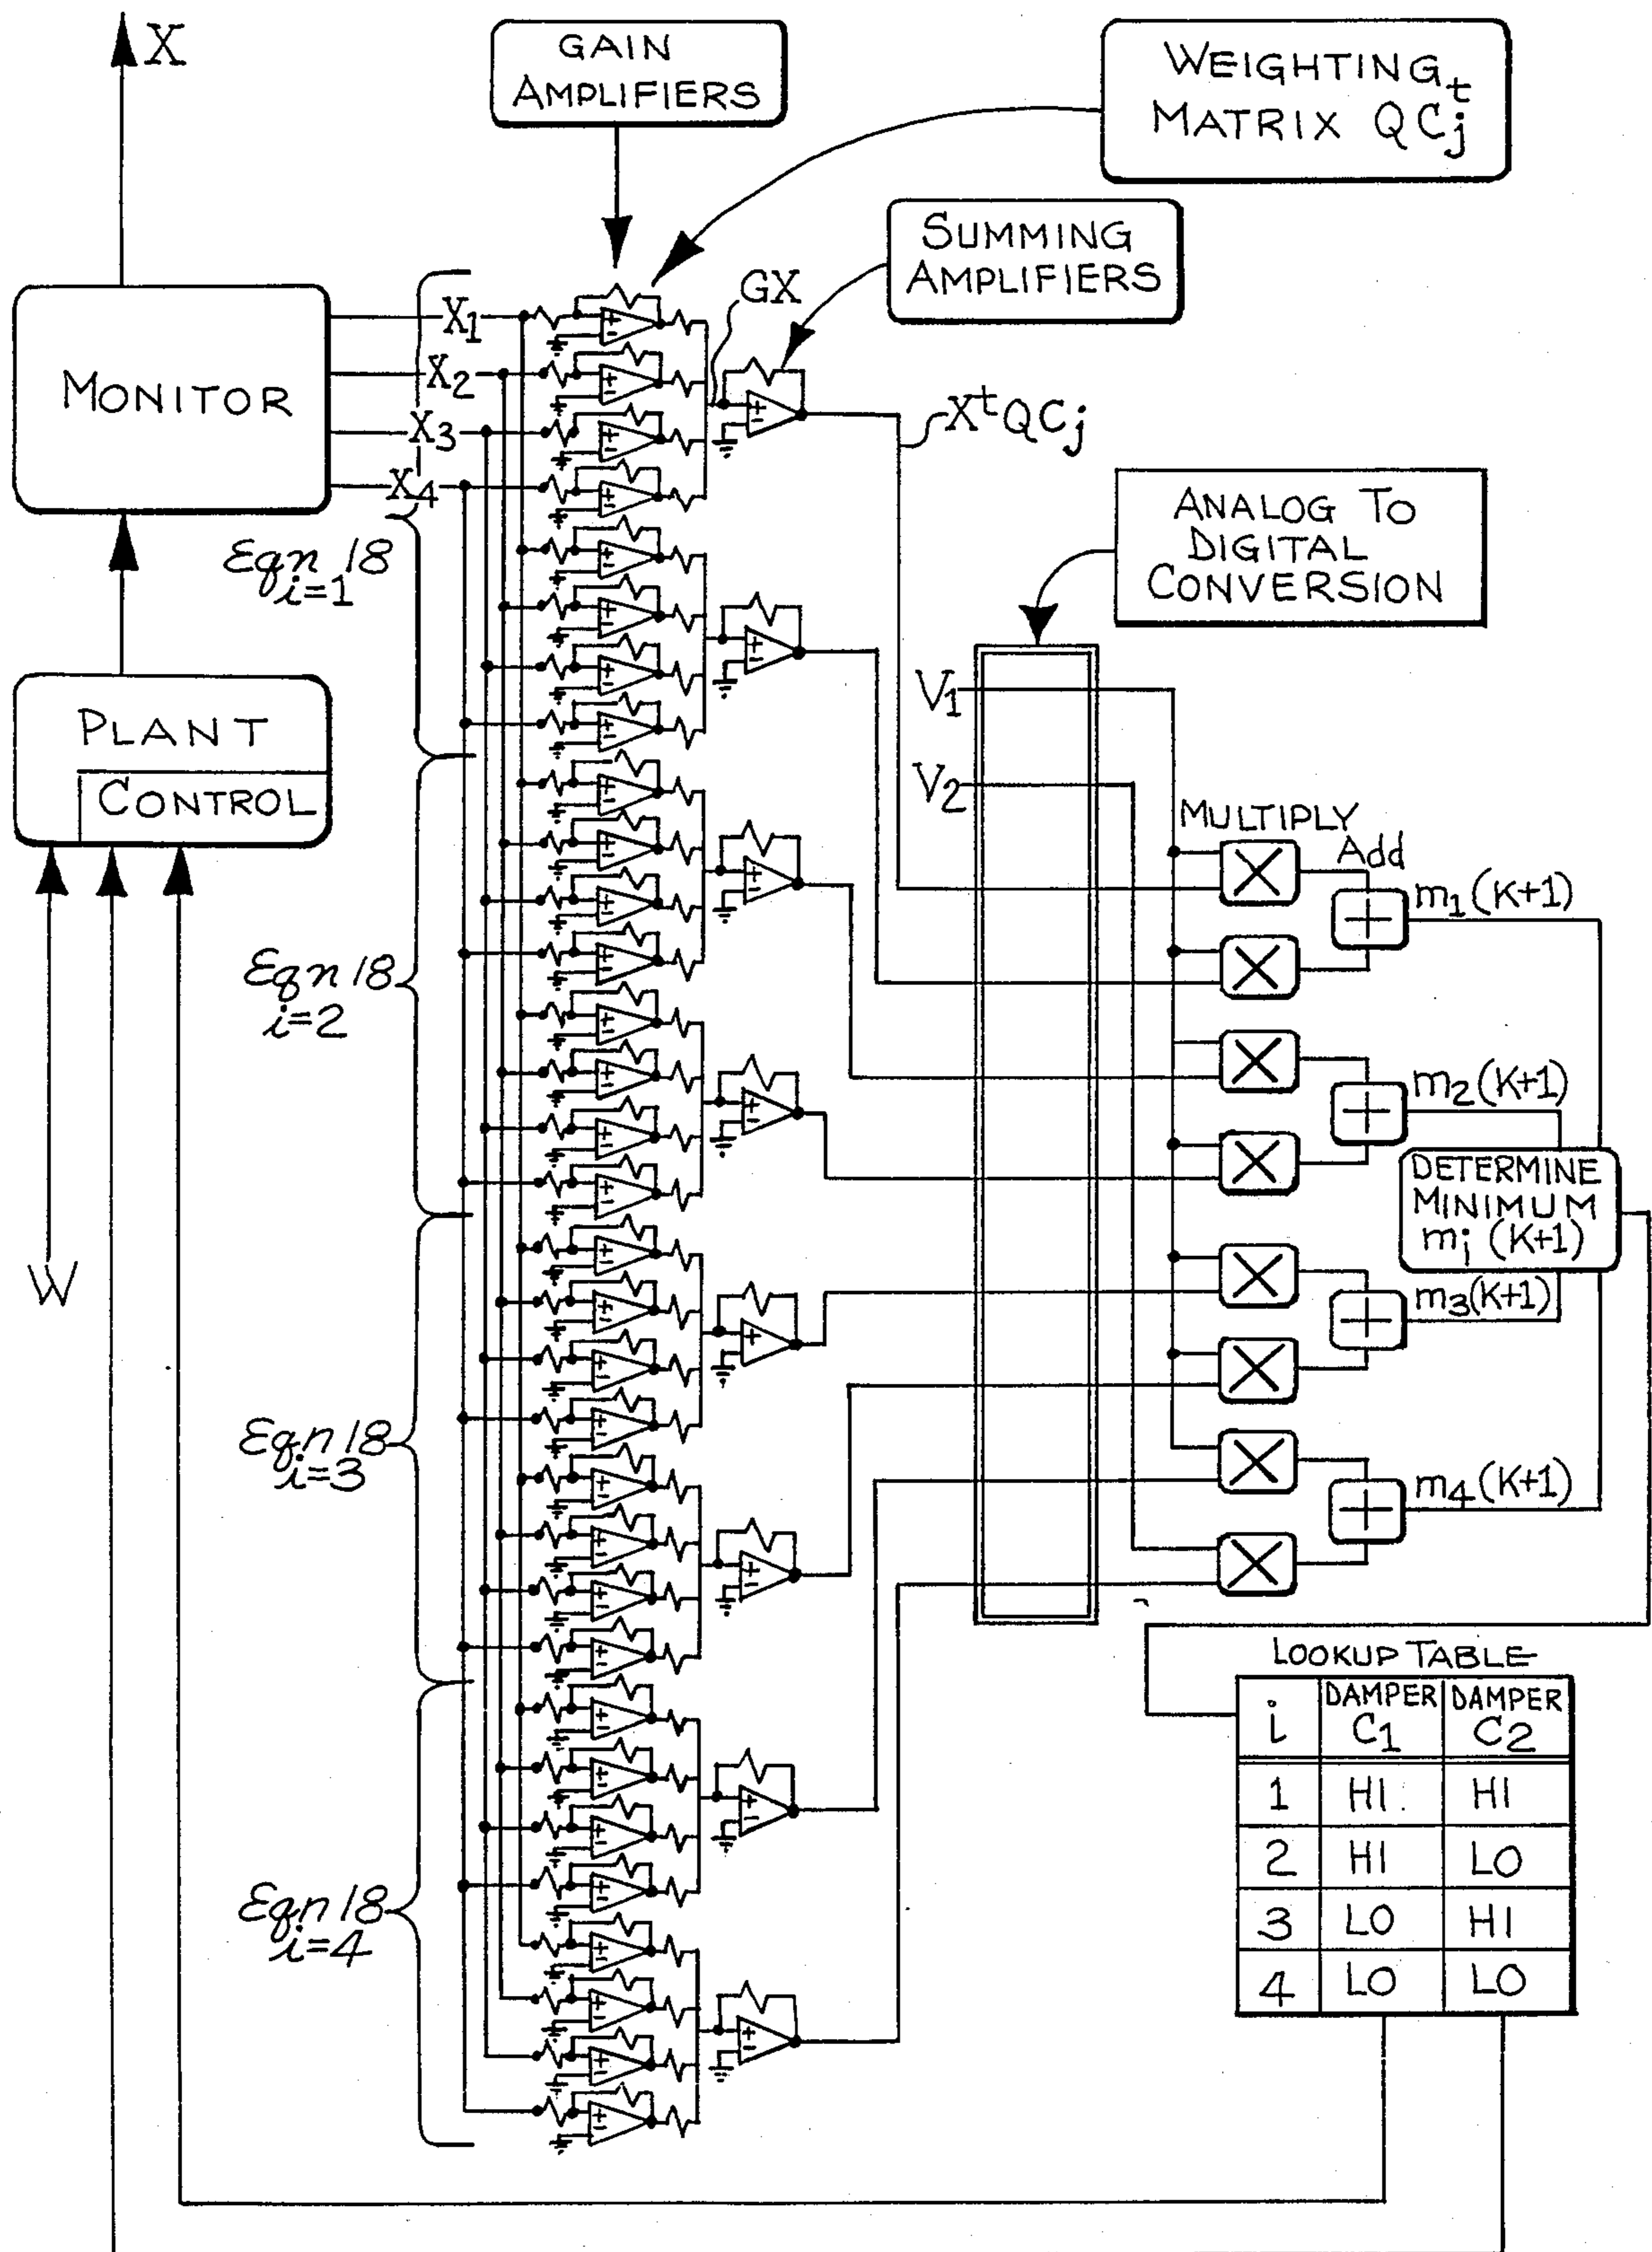 X
GAIN
AMPLIFIERS
WEIGHTING
MATRIX QCjt
SUMMING
AMPLIFIERS
GX
X1
X2
X3
X4
MONITOR
XtQCj
ANALOG TO
DIGITAL
CONVERSION
Eqn 18
i=1
PLANT
CONTROL
V1
V2
MULTIPLY
Add
m1(K+1)
Eqn 18
i=2
m2(K+1)
DETERMINE
MINIMUM
mi (K+1)
W
m3(K+1)
Eqn 18
i=3
m4(K+1)
LOOKUP TABLE
i DAMPER C1 DAMPER C2
1 HI HI
2 HI LO
3 LO HI
4 LO LO
Eqn 18
i=4